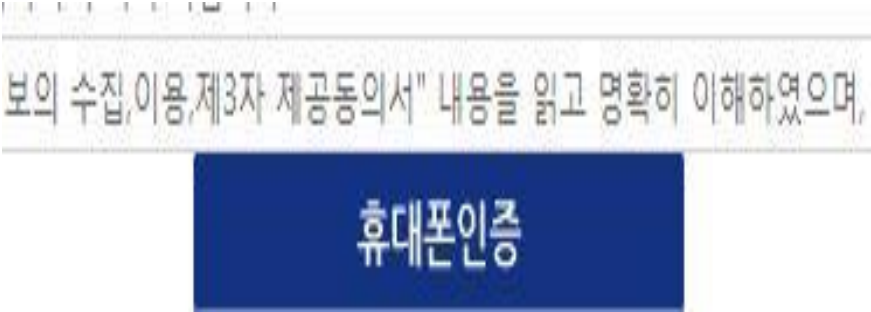 보의 수집,이용,제3자 제공동의서" 내용을 읽고 명확히 이해하였으며,
휴대폰인증